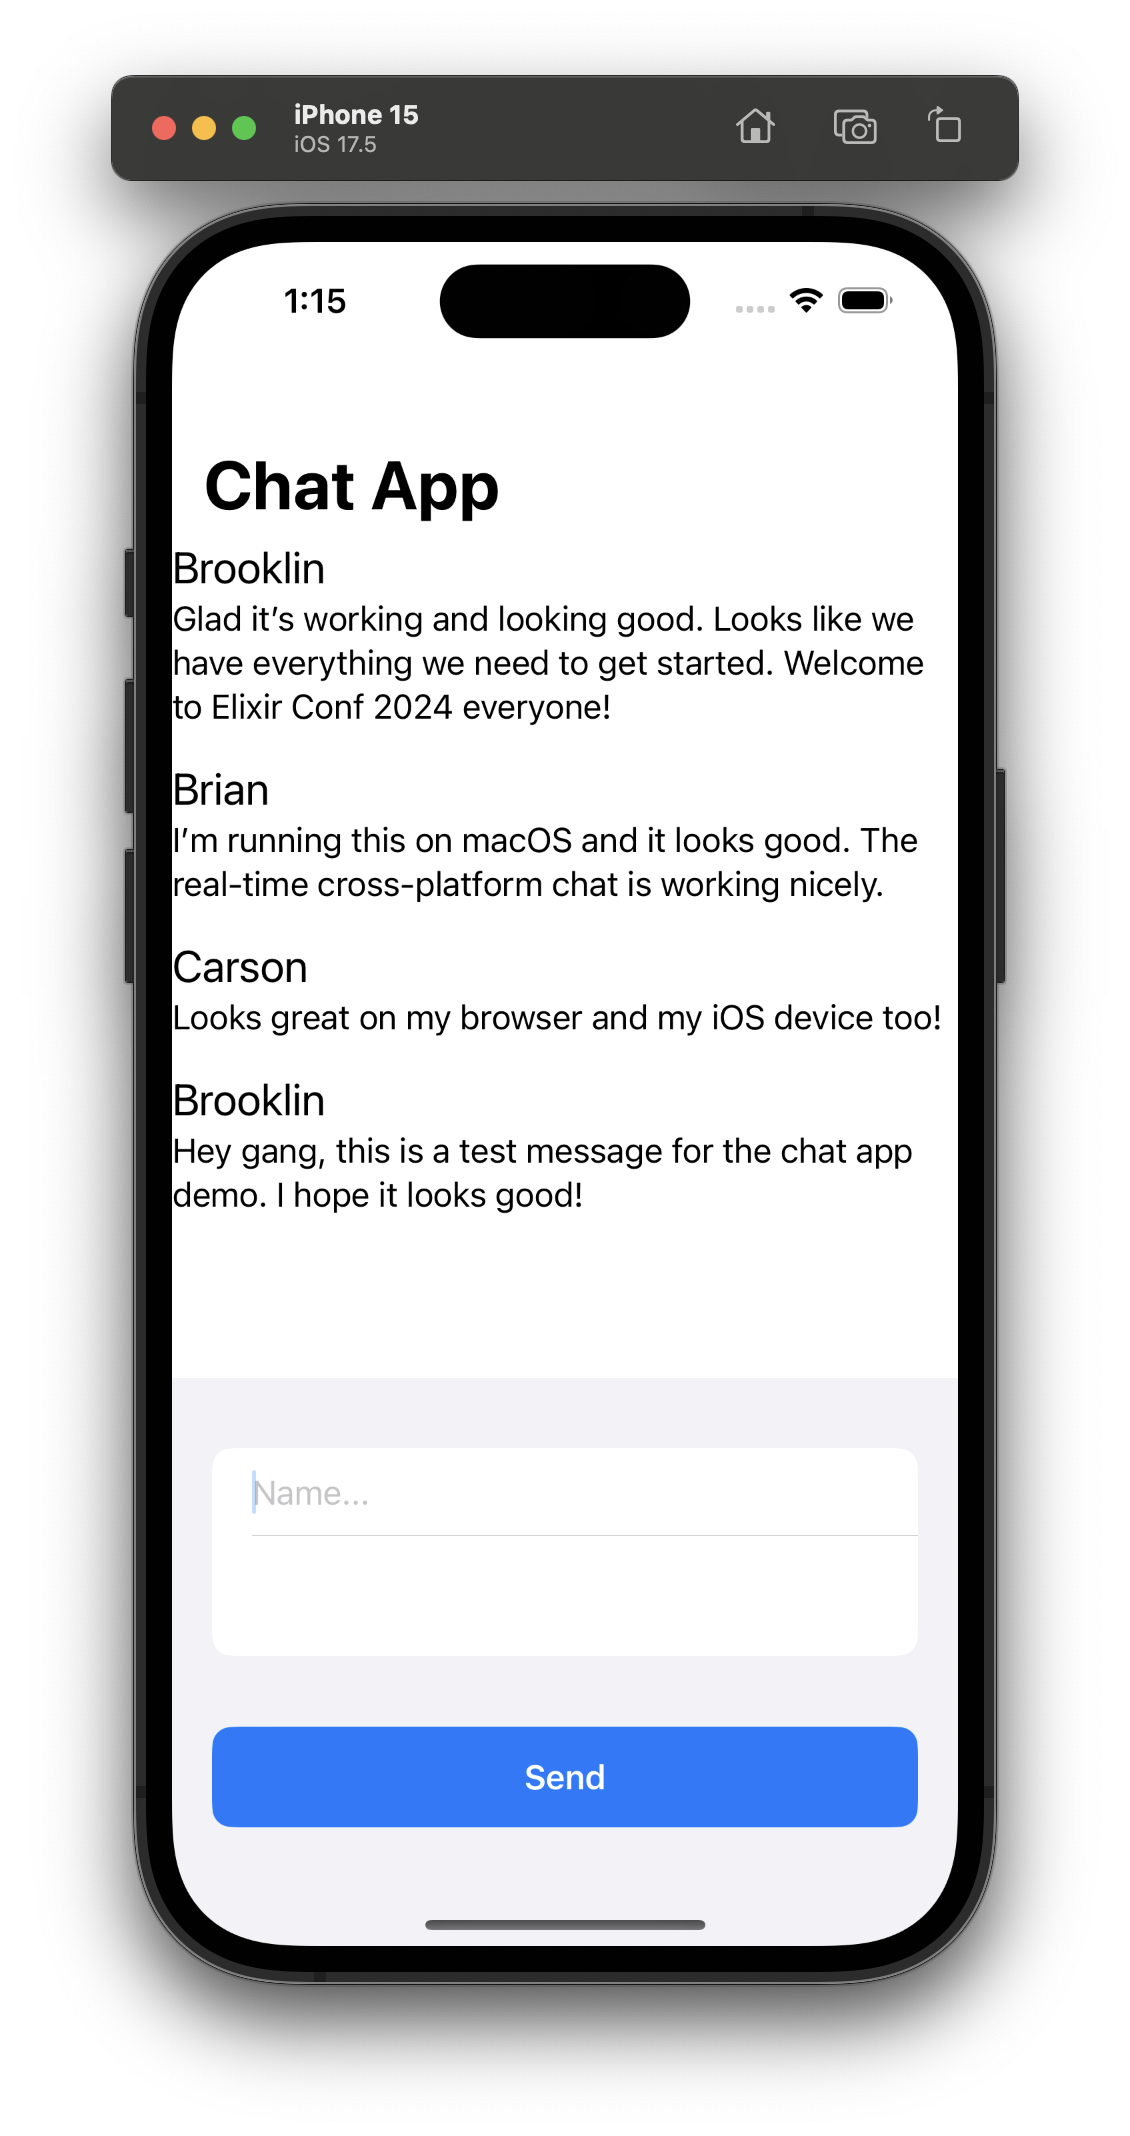 iPhone 15
iOS 17.5
1:15
Chat App
Brooklin
Glad it’s working and looking good. Looks like we
have everything we need to get started. Welcome
to Elixir Conf 2024 everyone!
Brian
I’m running this on macOS and it looks good. The
real-time cross-platform chat is working nicely.
Carson
Looks great on my browser and my iOS device too!
Brooklin
Hey gang, this is a test message for the chat app
demo. I hope it looks good!
Name...
Send